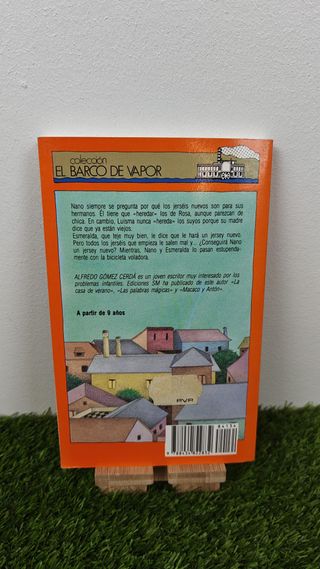 colección
EL BARCO DE VAPOR
Nano siempre se pregunta por qué los jerséis nuevos son para sus
hermanos. El tiene que «heredar» los de Rosa, aunque parezcan de
chica. En cambio, Luisma nunca «hereda» los suyos porque su madre
dice que ya están viejos.
Esmeralda, que teje muy bien, le dice que le hará un jersey nuevo.
Pero todos los jerséis que empieza le salen mal y... ¿Conseguirá Nano
un jersey nuevo? Mientras, Nano y Esmeralda lo pasan estupenda-
mente con la bicicleta voladora.
ALFREDO GÓMEZ CERDÁ es un joven escritor muy interesado por los
problemas infantiles. Ediciones SM ha publicado de este autor «La
casa de verano», «Las palabras mágicas» y «Macaco y Antón».
A partir de 9 años
PVP
84134